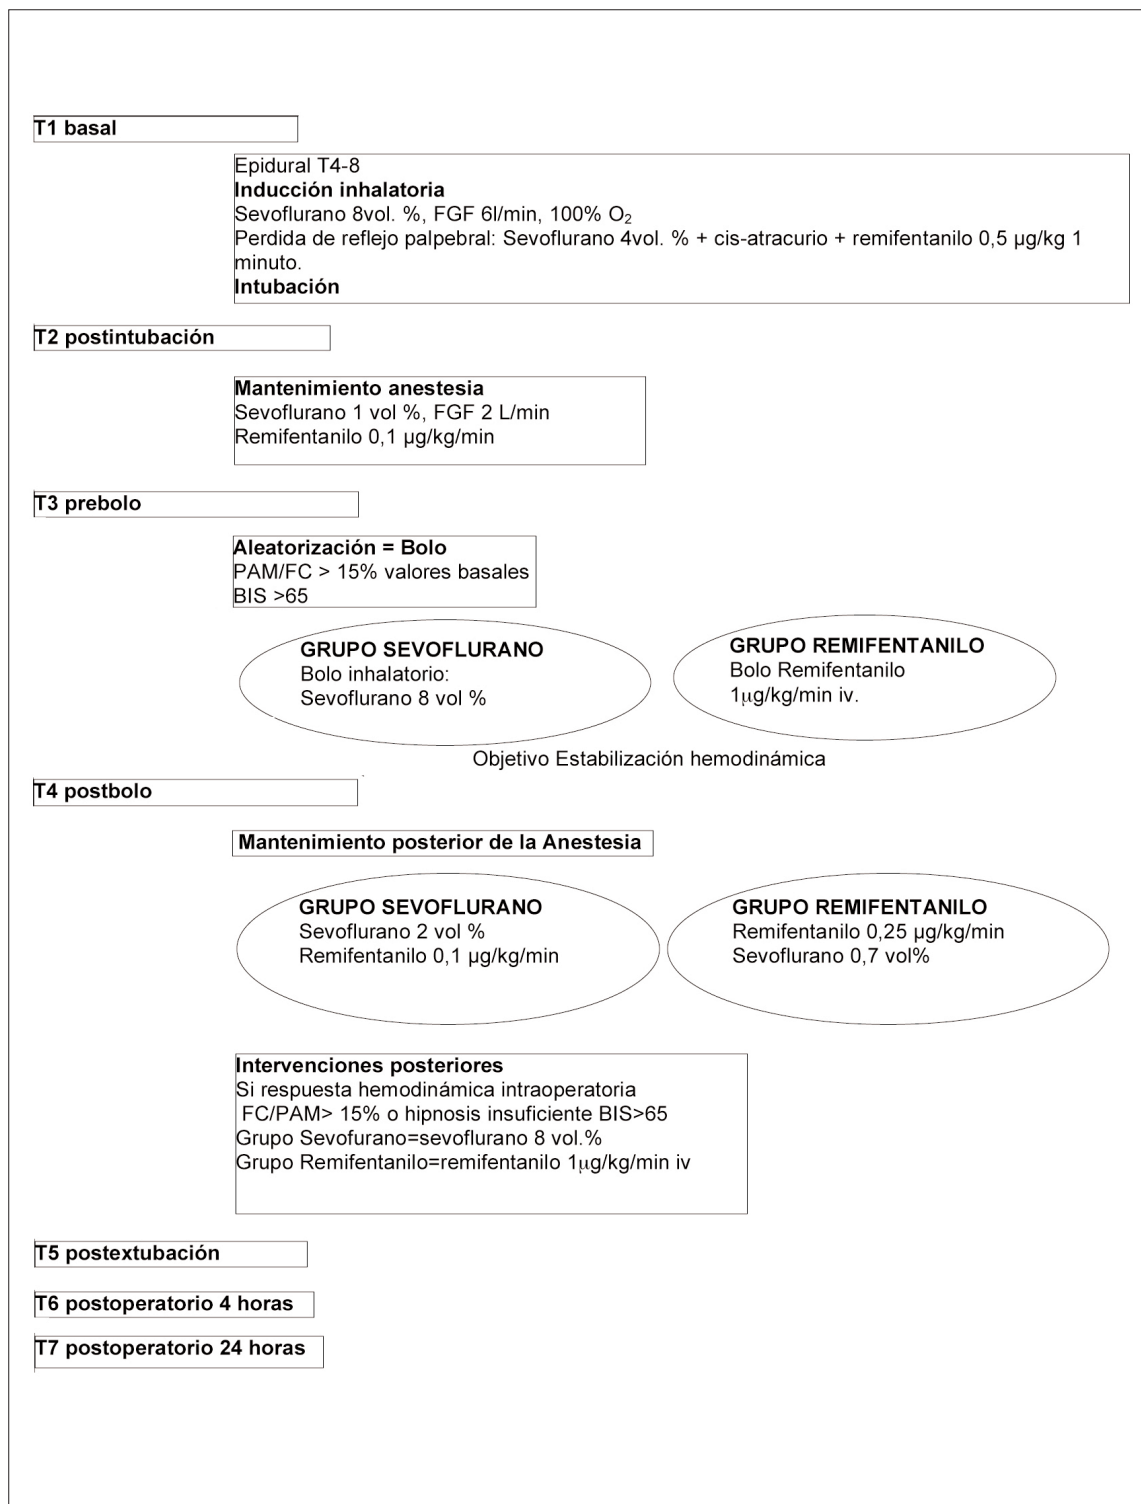 T1 basal
Epidural T4-8
Inducción inhalatoria
Sevoflurano 8vol. %, FGF 6l/min, 100% O₂
Perdida de reflejo palpebral: Sevoflurano 4vol. % + cis-atracurio + remifentanilo 0,5 µg/kg 1
minuto.
Intubación
T2 postintubación
Mantenimiento anestesia
Sevoflurano 1 vol %, FGF 2 L/min
Remifentanilo 0,1 µg/kg/min
T3 prebolo
Aleatorización = Bolo
PAM/FC > 15% valores basales
BIS >65
GRUPO SEVOFLURANO
Bolo inhalatorio:
Sevoflurano 8 vol %
GRUPO REMIFENTANILO
Bolo Remifentanilo
1µg/kg/min iv.
Objetivo Estabilización hemodinámica
T4 postbolo
Mantenimiento posterior de la Anestesia
GRUPO SEVOFLURANO
Sevoflurano 2 vol %
Remifentanilo 0,1 µg/kg/min
GRUPO REMIFENTANILO
Remifentanilo 0,25 µg/kg/min
Sevoflurano 0,7 vol%
Intervenciones posteriores
Si respuesta hemodinámica intraoperatoria
FC/PAM> 15% o hipnosis insuficiente BIS>65
Grupo Sevofurano=sevoflurano 8 vol.%
Grupo Remifentanilo=remifentanilo 1µg/kg/min iv
T5 postextubación
T6 postoperatorio 4 horas
T7 postoperatorio 24 horas